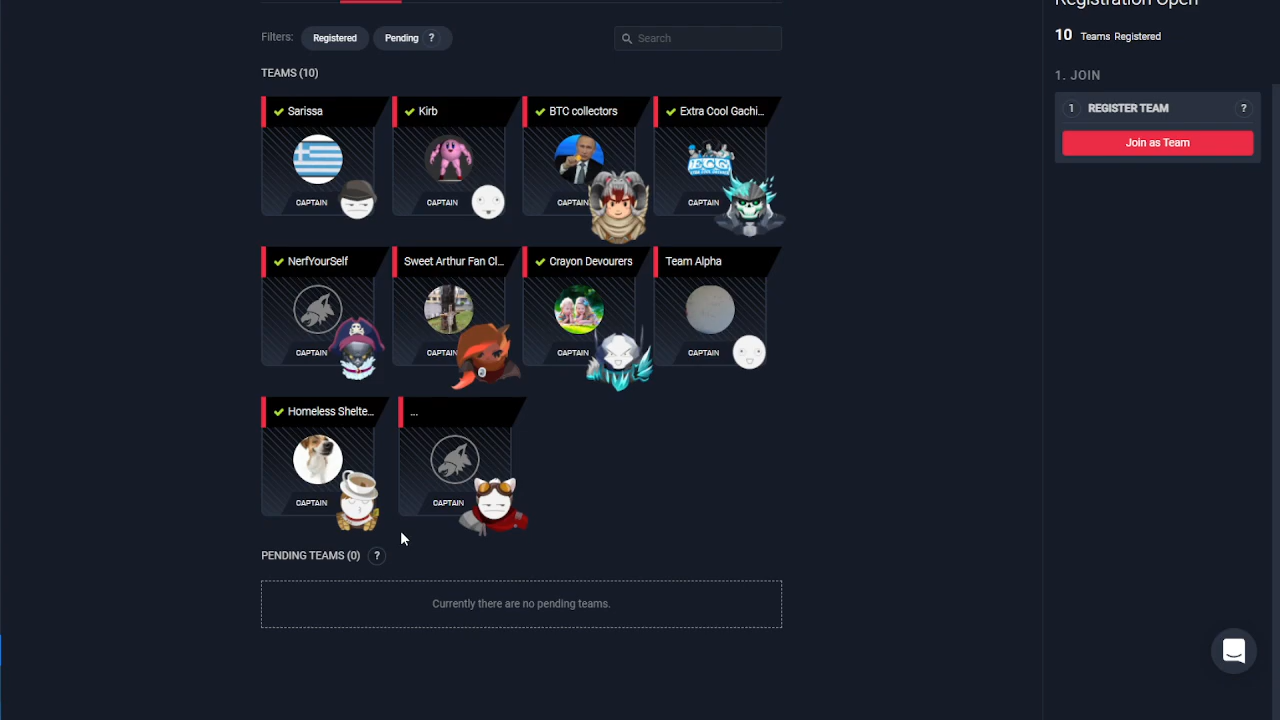 Registration Open
Filters: Registered Pending ?
Search
10 Teams Registered
TEAMS (10)
1. JOIN
1 REGISTER TEAM ?
Join as Team
Sarissa
Kirb
BTC collectors
Extra Cool Gachi...
ECG
CAPTAIN
CAPTAIN
CAPTAIN
CAPTAIN
NerfYourSelf
Sweet Arthur Fan Cl...
Crayon Devourers
Team Alpha
CAPTAIN
CAPTAIN
CAPTAIN
CAPTAIN
Homeless Shelte...
...
CAPTAIN
CAPTAIN
PENDING TEAMS (0) ?
Currently there are no pending teams.